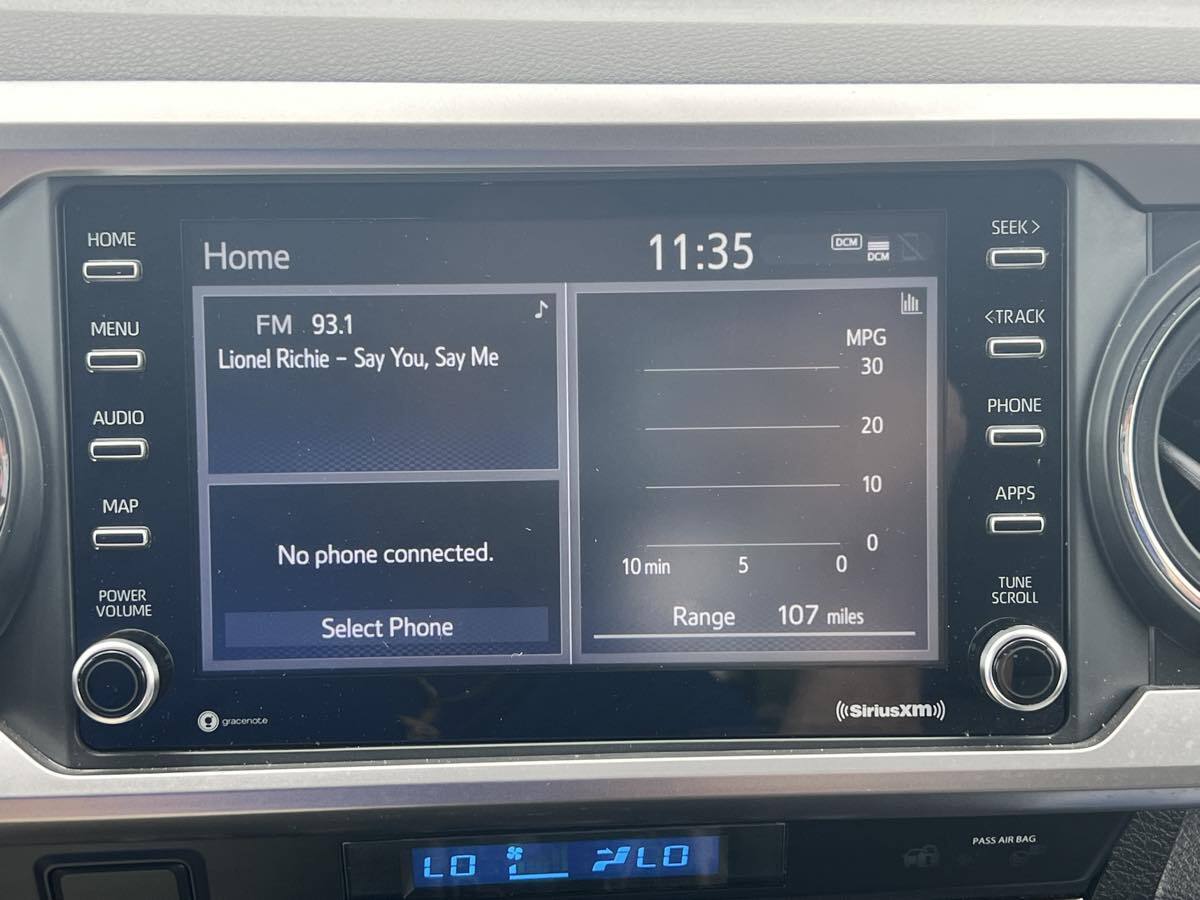 HOME
MENU
AUDIO
MAP
POWER
VOLUME
Home
11:35
DCM
DCM
FM 93.1
Lionel Richie – Say You, Say Me
No phone connected.
Select Phone
MPG
30
20
10
0
10 min 5 0
Range 107 miles
SEEK >
< TRACK
PHONE
APPS
TUNE
SCROLL
gracenote
((SiriusXM))
LO
LO
PASS AIR BAG